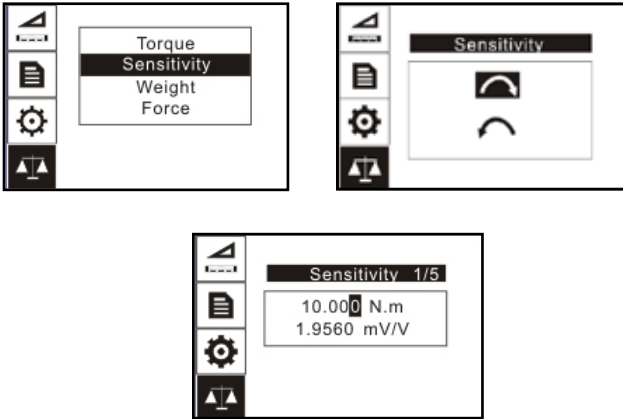 Torque
Sensitivity
Weight
Force
Sensitivity
Sensitivity 1/5
10.000 N.m
1.9560 mV/V